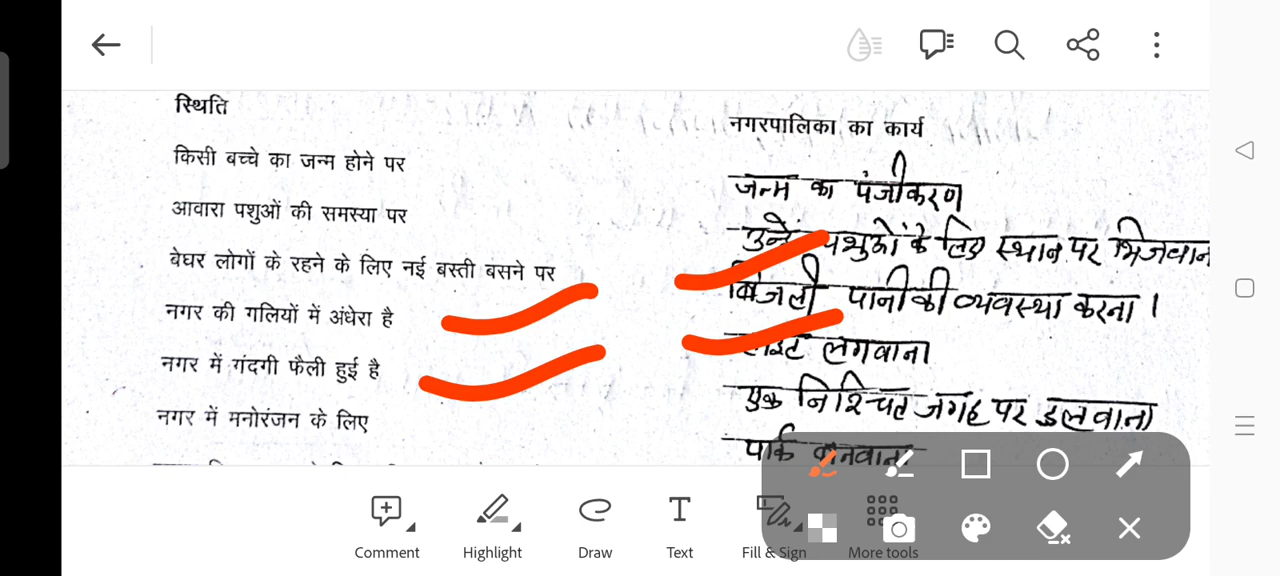 स्थिति
नगरपालिका का कार्य
किसी बच्चे का जन्म होने पर
जन्म का पंजीकरण
आवारा पशुओं की समस्या पर
के लिए स्थान पर भिजवान
बेघर लोगों के रहने के लिए नई बस्ती बसने पर
बिजली पानी की व्यवस्था करना ।
नगर की गलियों में अंधेरा है
लाइट लगवाना
नगर में गंदगी फैली हुई है
एक निश्चित जगह पर डलवाना
नगर में मनोरंजन के लिए
पार्क बनवाना
Comment
Highlight
Draw
Text
Fill & Sign
More tools